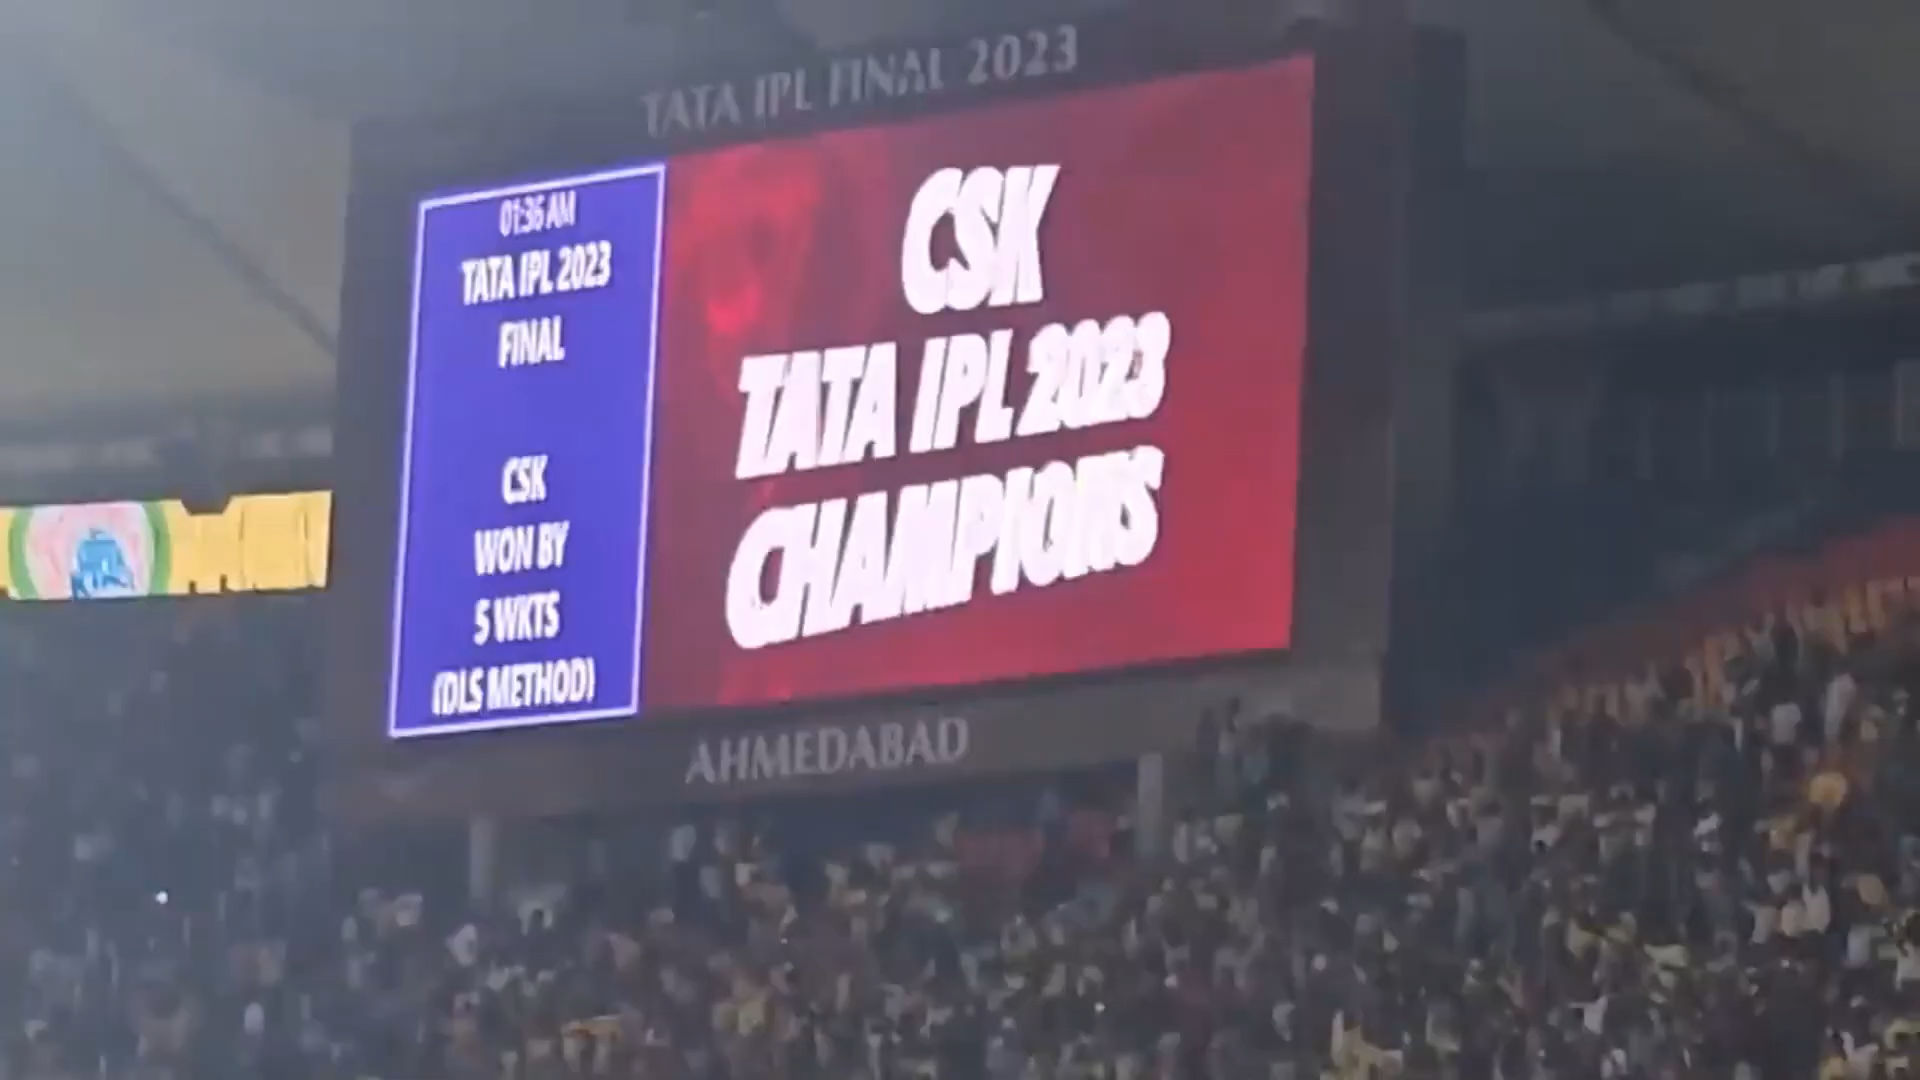 TATA IPL FINAL 2023
01:36 AM
TATA IPL 2023
FINAL
CSK
WON BY
5 WKTS
(DLS METHOD)
CSK
TATA IPL 2023
CHAMPIONS
AHMEDABAD